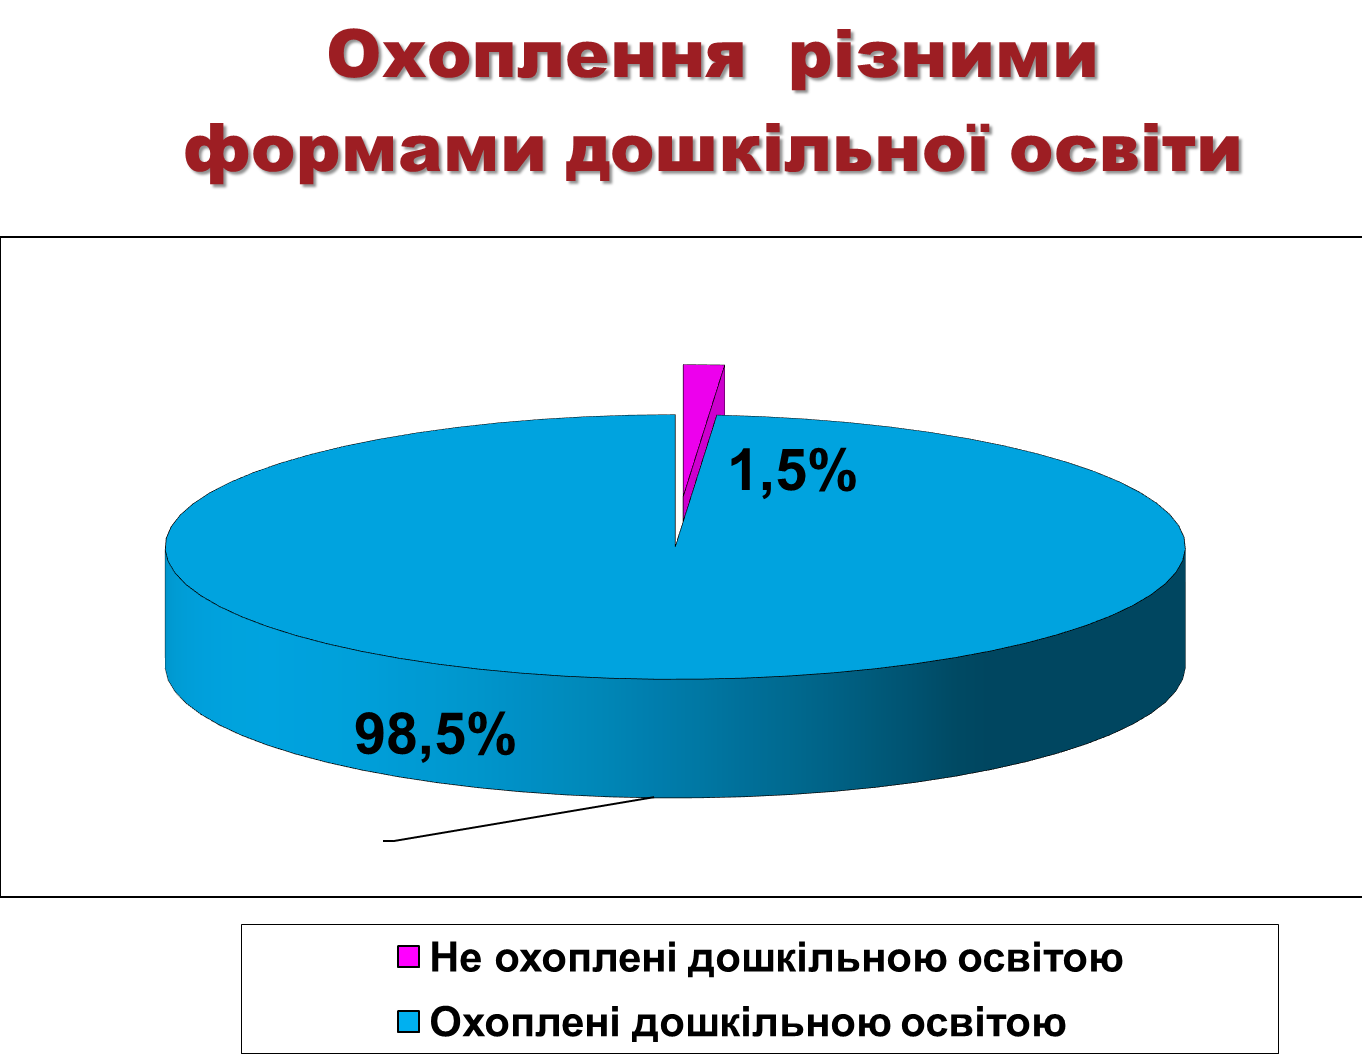 Охоплення різними
формами дошкільної освіти
1,5%
98,5%
Не охоплені дошкільною освітою
Охоплені дошкільною освітою